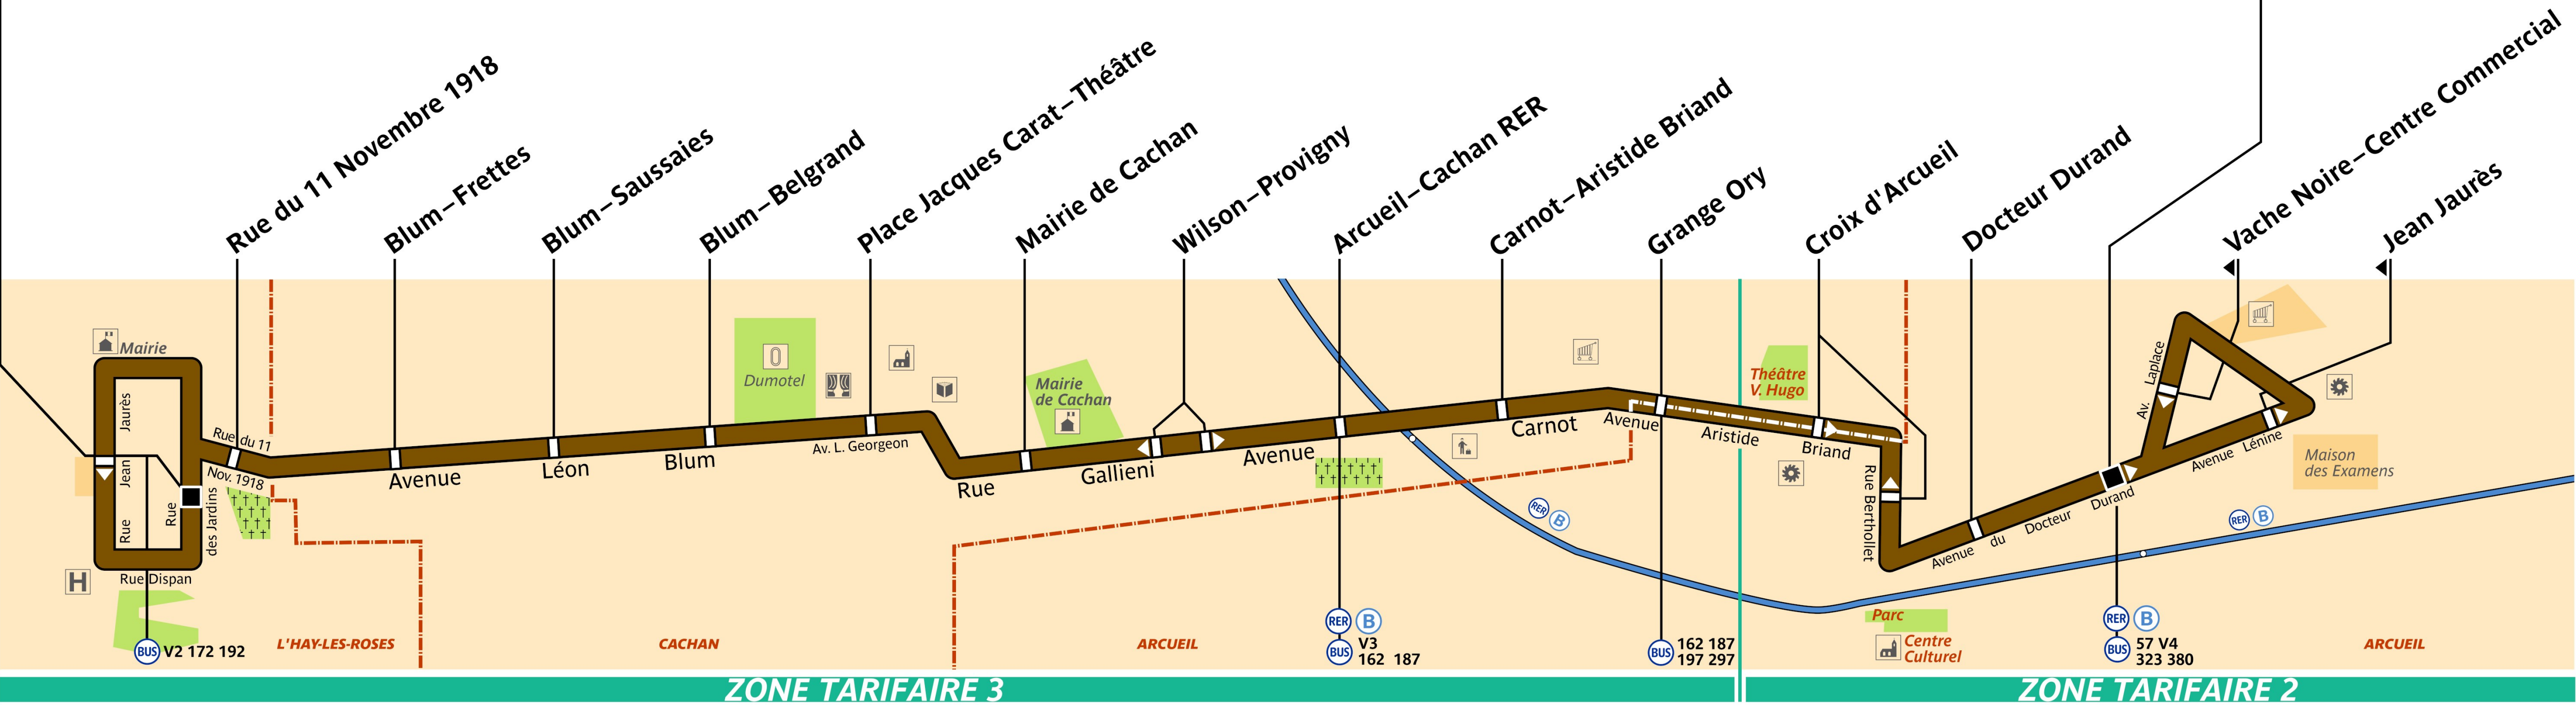 Rue du 11 Novembre 1918
Blum–Frettes
Blum–Saussaies
Blum–Belgrand
Place Jacques Carat–Théâtre
Mairie de Cachan
Wilson–Provigny
Arcueil–Cachan RER
Carnot–Aristide Briand
Grange Ory
Croix d'Arcueil
Docteur Durand
Vache Noire–Centre Commercial
Jean Jaurès
Mairie
Rue Jean Jaurès
Rue des Jardins
Rue Dispan
Rue du 11
Nov. 1918
H
Avenue Léon Blum
Dumotel
Av. L. Georgeon
Mairie
de Cachan
Rue Gallieni
Avenue Carnot
RER B
Avenue Aristide Briand
Théâtre
V. Hugo
Rue Berthollet
Avenue du Docteur Durand
Av. Laplace
Avenue Lénine
Maison
des Examens
RER B
BUS V2 172 192
L'HAY-LES-ROSES
CACHAN
ARCUEIL
RER B
BUS V3
162 187
BUS 162 187
197 297
Parc
Centre
Culturel
RER B
BUS 57 V4
323 380
ARCUEIL
ZONE TARIFAIRE 3
ZONE TARIFAIRE 2